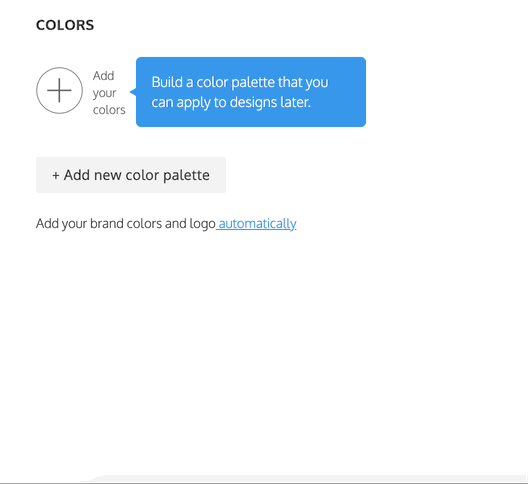 COLORS
Add
your
colors
Build a color palette that you
can apply to designs later.
+ Add new color palette
Add your brand colors and logo automatically